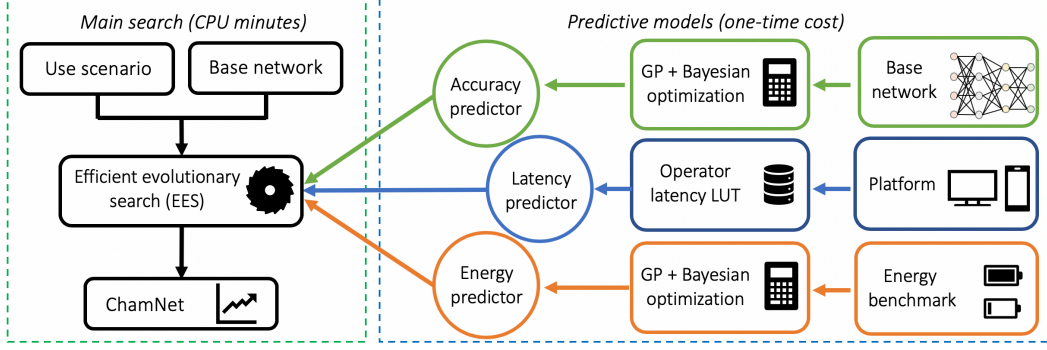 Main search (CPU minutes)
Use scenario
Base network
Efficient evolutionary
search (EES)
ChamNet
Predictive models (one-time cost)
Accuracy
predictor
GP + Bayesian
optimization
Base
network
Latency
predictor
Operator
latency LUT
Platform
Energy
predictor
GP + Bayesian
optimization
Energy
benchmark